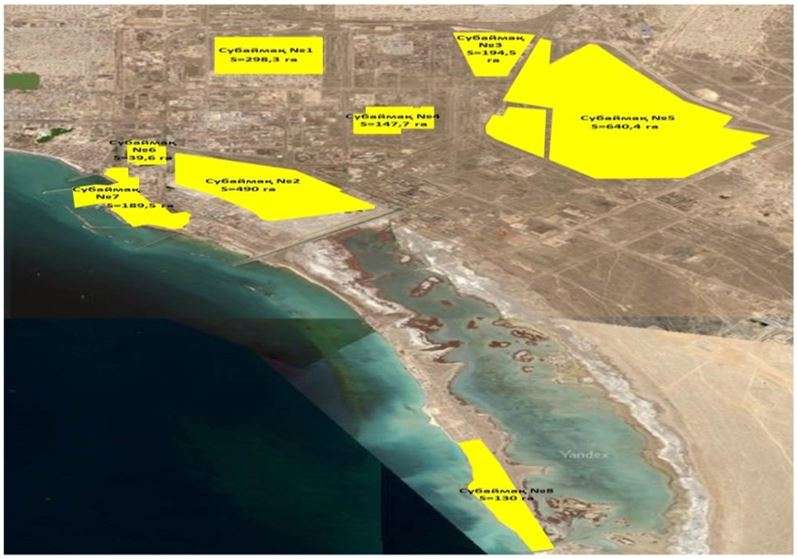 Субаймақ №1
S=298,3 га
Субаймақ
№3
S=194,5
га
Субаймақ №4
S=147,7 га
Субаймақ №5
S=640,4 га
Субаймақ
№6
S=39,6 га
Субаймақ №2
S=490 га
Субаймақ
№7
S=189,5 га
Yandex
Субаймақ №8
S=130 га